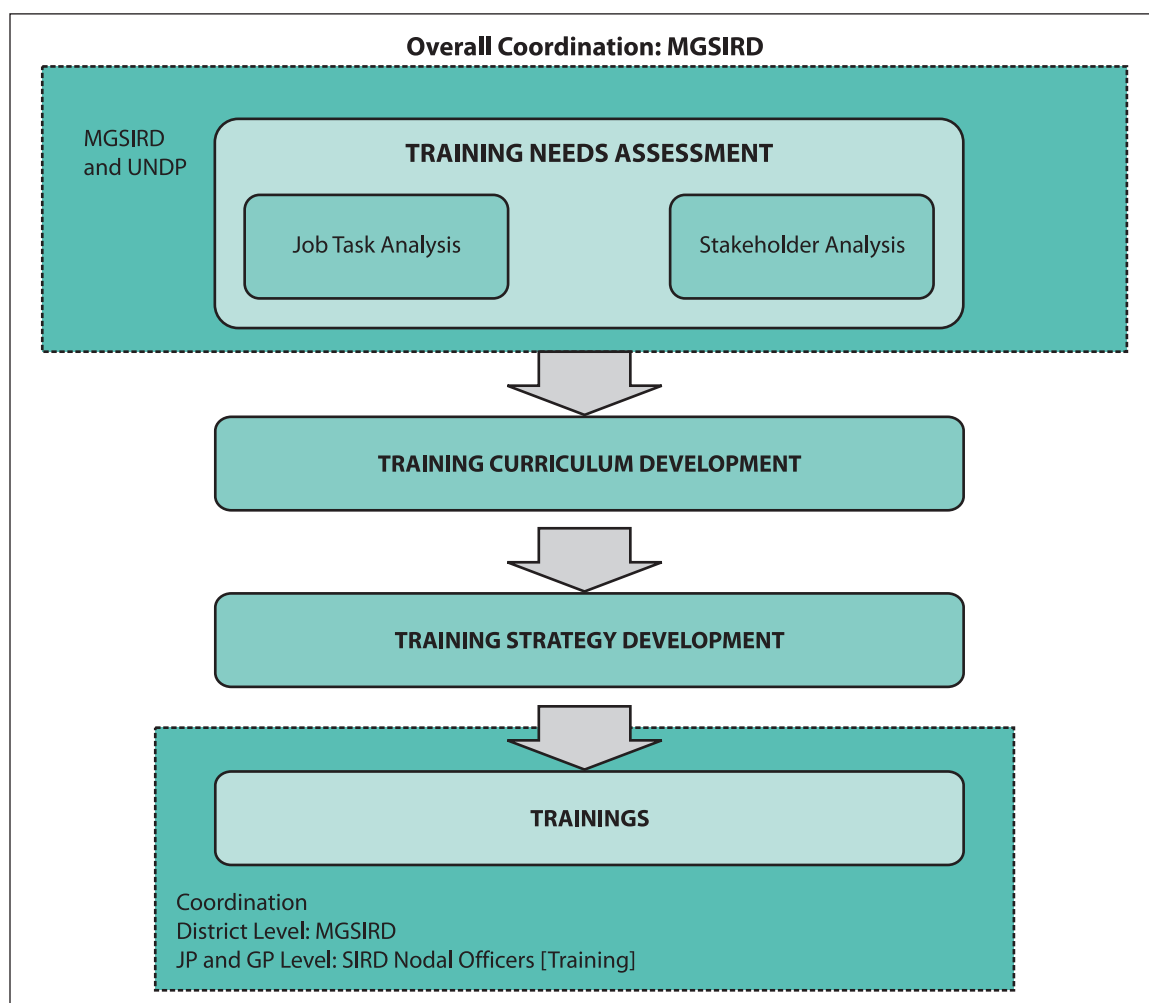 Overall Coordination: MGSIRD
MGSIRD
and UNDP
TRAINING NEEDS ASSESSMENT
Job Task Analysis
Stakeholder Analysis
TRAINING CURRICULUM DEVELOPMENT
TRAINING STRATEGY DEVELOPMENT
TRAININGS
Coordination
District Level: MGSIRD
JP and GP Level: SIRD Nodal Officers [Training]